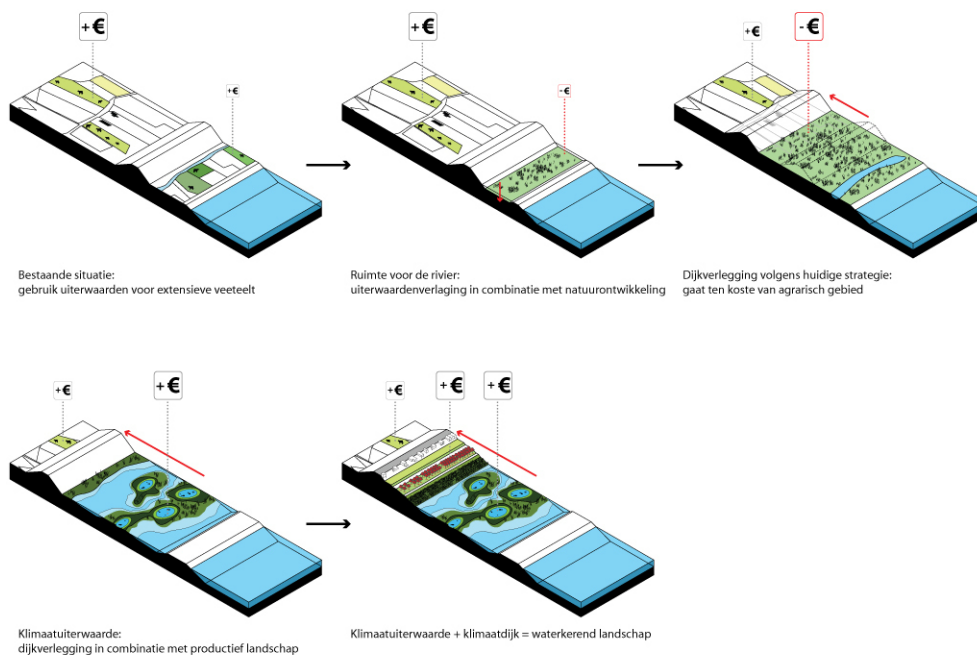 +€
+€
+€
-€
+€
-€
Bestaande situatie:
gebruik uiterwaarden voor extensieve veeteelt
Ruimte voor de rivier:
uiterwaardenverlaging in combinatie met natuurontwikkeling
Dijkverlegging volgens huidige strategie:
gaat ten koste van agrarisch gebied
+€
+€
+€
+€
+€
Klimaatuiterwaarde:
dijkverlegging in combinatie met productief landschap
Klimaatuiterwaarde + klimaatdijk = waterkerend landschap